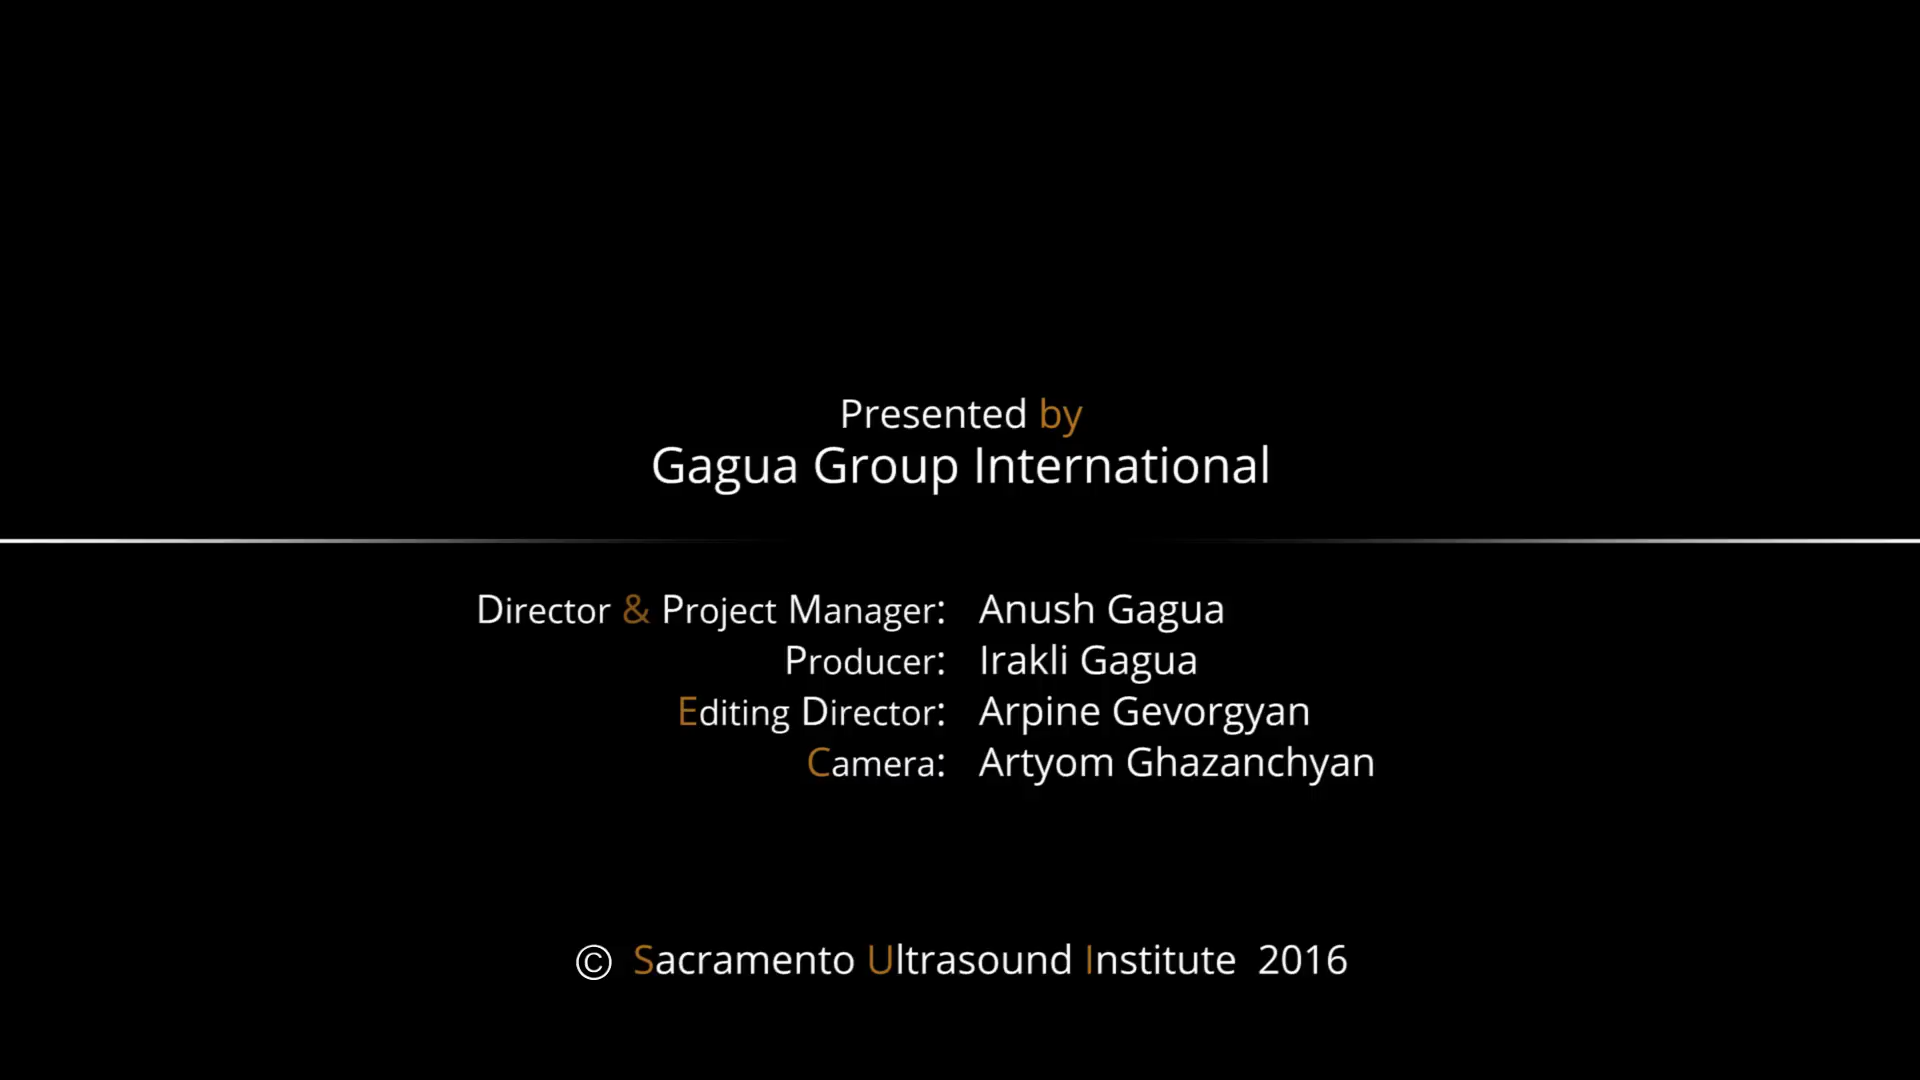 Presented by
Gagua Group International
Director & Project Manager: Anush Gagua
Producer: Irakli Gagua
Editing Director: Arpine Gevorgyan
Camera: Artyom Ghazanchyan
© Sacramento Ultrasound Institute 2016